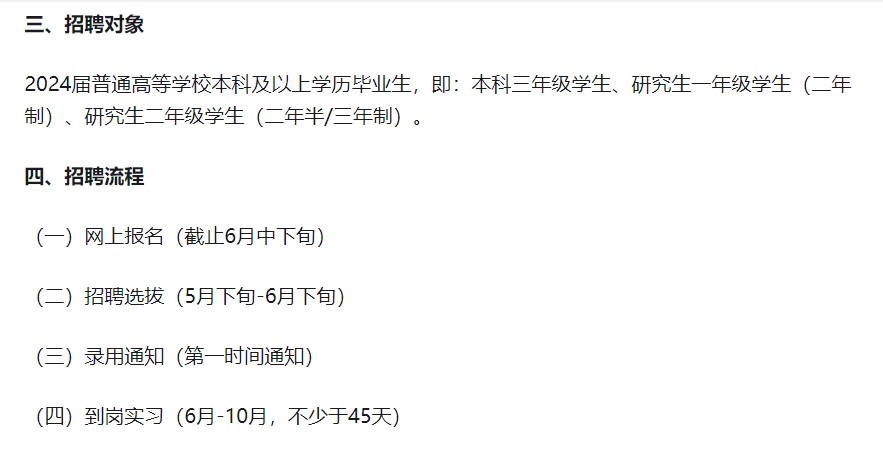 三、招聘对象
2024届普通高等学校本科及以上学历毕业生，即：本科三年级学生、研究生一年级学生（二年
制）、研究生二年级学生（二年半/三年制）。
四、招聘流程
（一）网上报名（截止6月中下旬）
（二）招聘选拔（5月下旬-6月下旬）
（三）录用通知（第一时间通知）
（四）到岗实习（6月-10月，不少于45天）